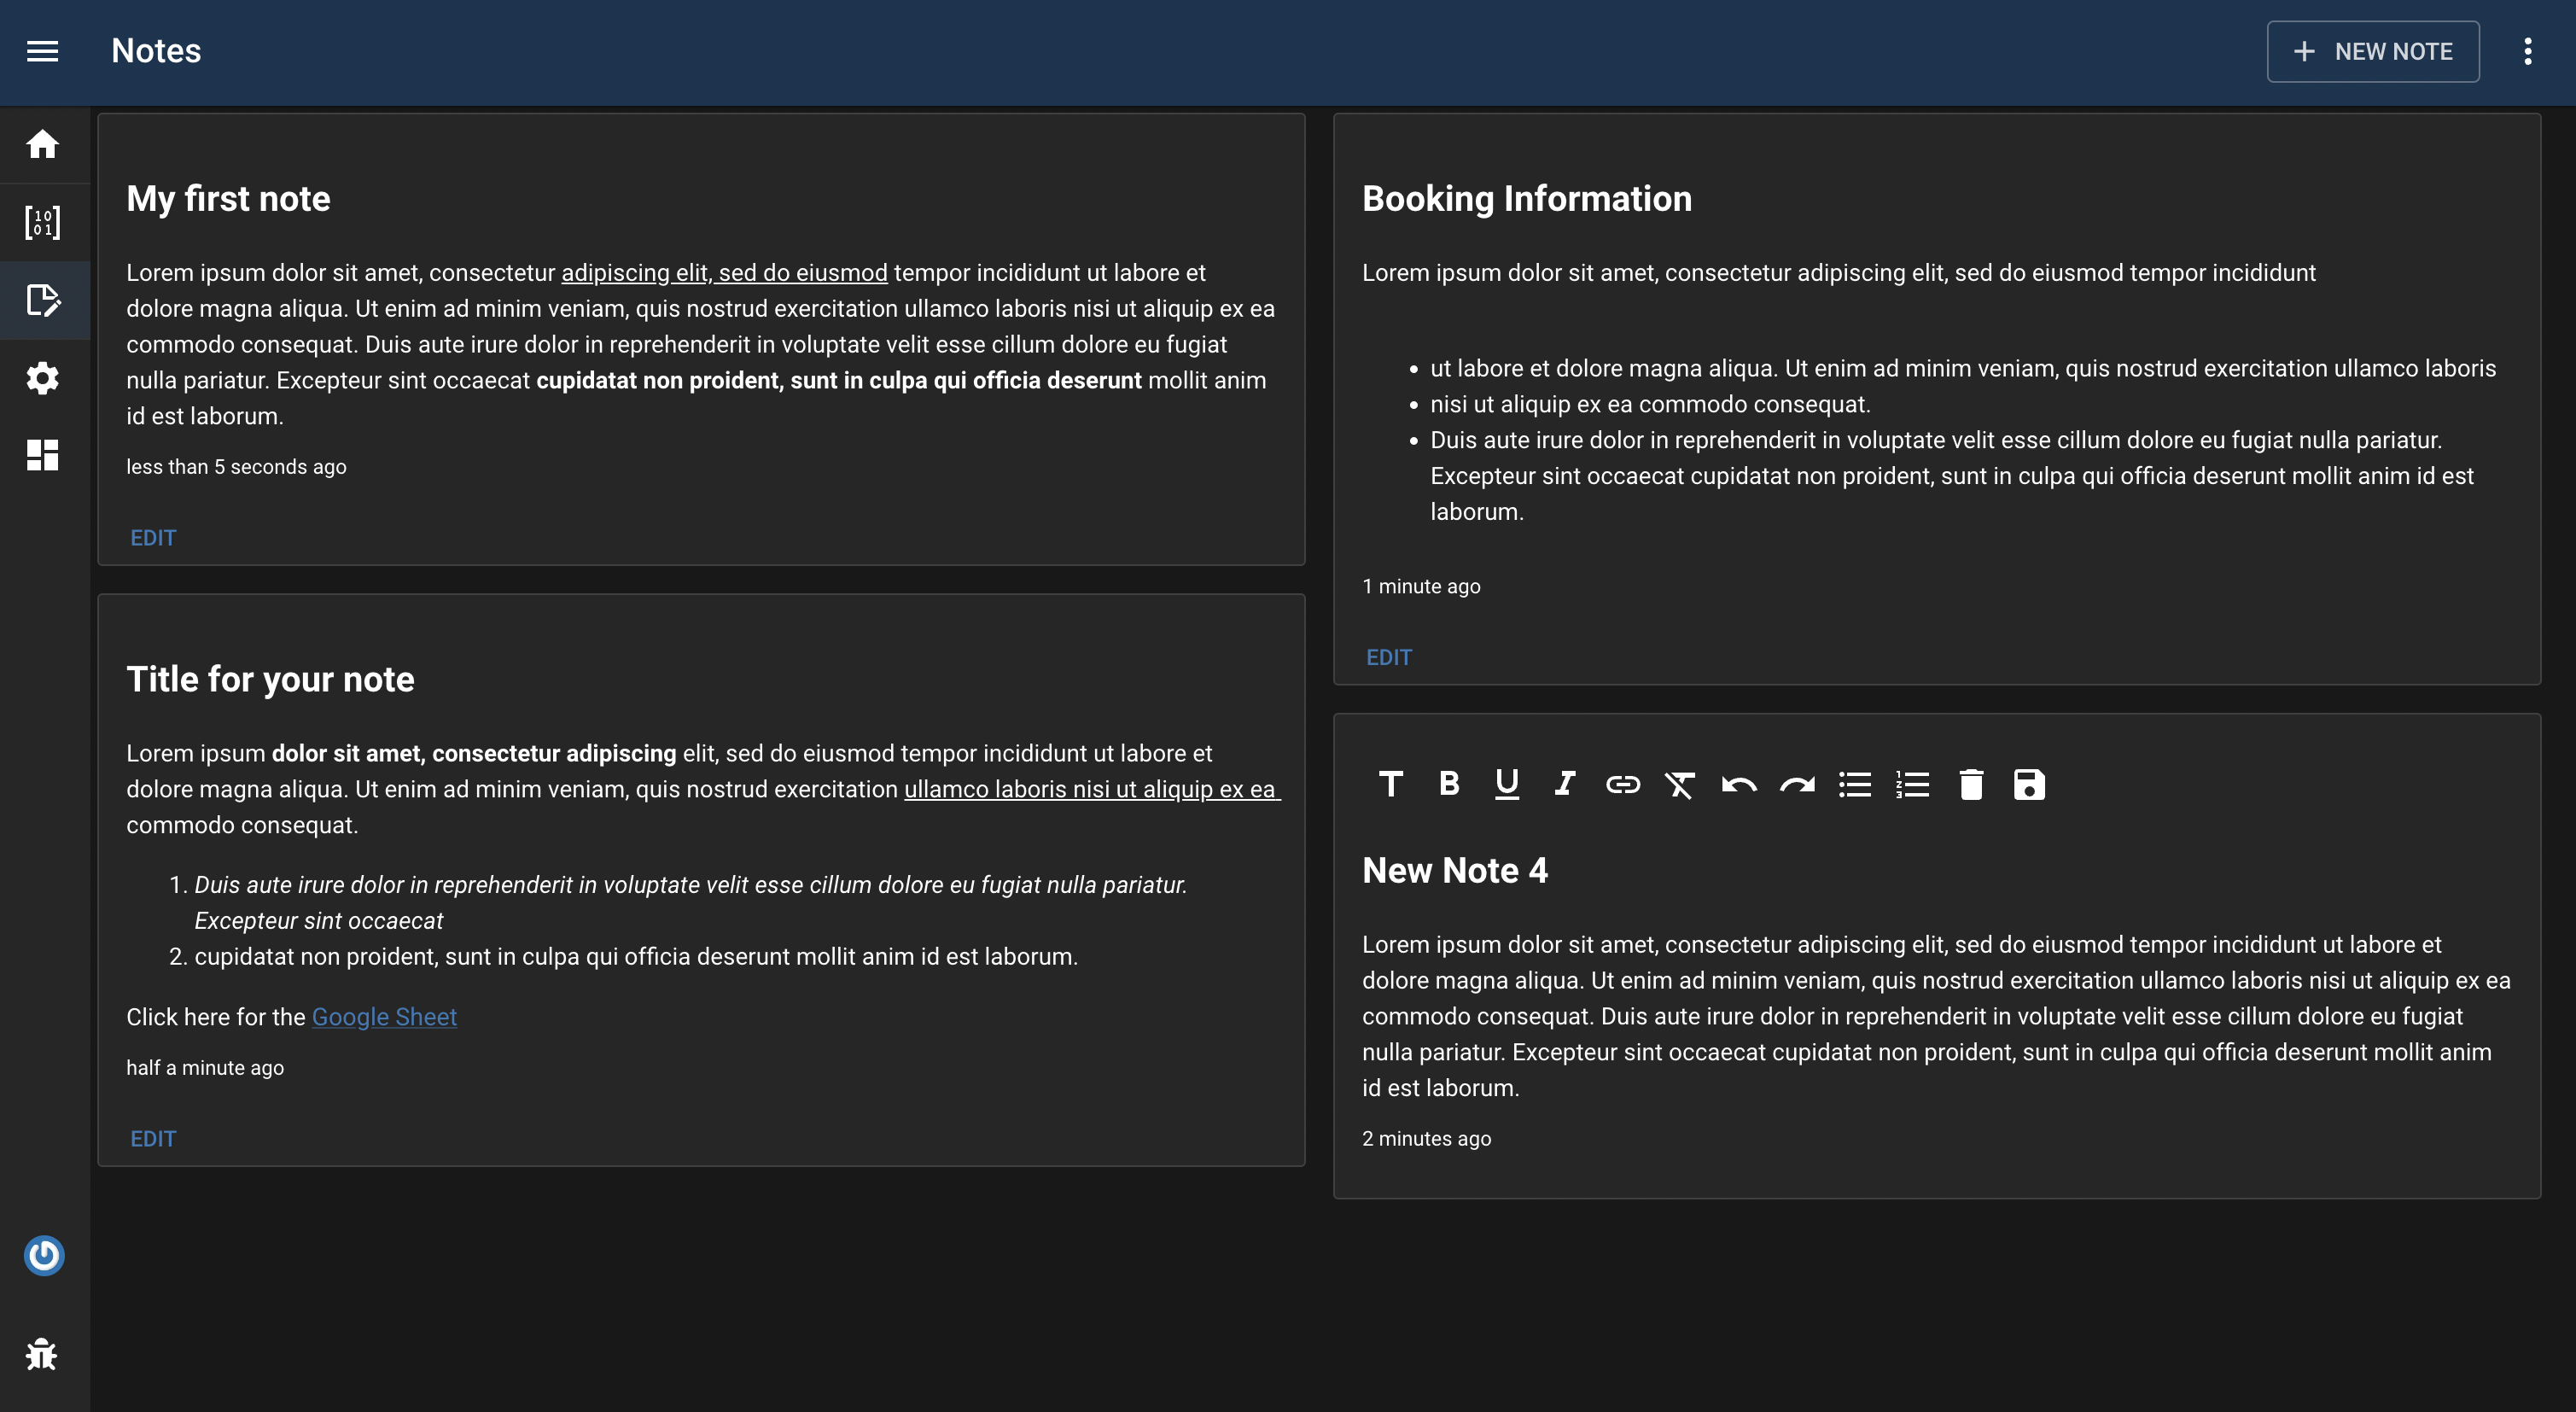 Notes
+ NEW NOTE
My first note
Lorem ipsum dolor sit amet, consectetur adipiscing elit, sed do eiusmod tempor incididunt ut labore et
dolore magna aliqua. Ut enim ad minim veniam, quis nostrud exercitation ullamco laboris nisi ut aliquip ex ea
commodo consequat. Duis aute irure dolor in reprehenderit in voluptate velit esse cillum dolore eu fugiat
nulla pariatur. Excepteur sint occaecat cupidatat non proident, sunt in culpa qui officia deserunt mollit anim
id est laborum.
less than 5 seconds ago
EDIT
Title for your note
Lorem ipsum dolor sit amet, consectetur adipiscing elit, sed do eiusmod tempor incididunt ut labore et
dolore magna aliqua. Ut enim ad minim veniam, quis nostrud exercitation ullamco laboris nisi ut aliquip ex ea
commodo consequat.
1. Duis aute irure dolor in reprehenderit in voluptate velit esse cillum dolore eu fugiat nulla pariatur.
Excepteur sint occaecat
2. cupidatat non proident, sunt in culpa qui officia deserunt mollit anim id est laborum.
Click here for the Google Sheet
half a minute ago
EDIT
Booking Information
Lorem ipsum dolor sit amet, consectetur adipiscing elit, sed do eiusmod tempor incididunt
• ut labore et dolore magna aliqua. Ut enim ad minim veniam, quis nostrud exercitation ullamco laboris
• nisi ut aliquip ex ea commodo consequat.
• Duis aute irure dolor in reprehenderit in voluptate velit esse cillum dolore eu fugiat nulla pariatur.
Excepteur sint occaecat cupidatat non proident, sunt in culpa qui officia deserunt mollit anim id est
laborum.
1 minute ago
EDIT
New Note 4
Lorem ipsum dolor sit amet, consectetur adipiscing elit, sed do eiusmod tempor incididunt ut labore et
dolore magna aliqua. Ut enim ad minim veniam, quis nostrud exercitation ullamco laboris nisi ut aliquip ex ea
commodo consequat. Duis aute irure dolor in reprehenderit in voluptate velit esse cillum dolore eu fugiat
nulla pariatur. Excepteur sint occaecat cupidatat non proident, sunt in culpa qui officia deserunt mollit anim
id est laborum.
2 minutes ago